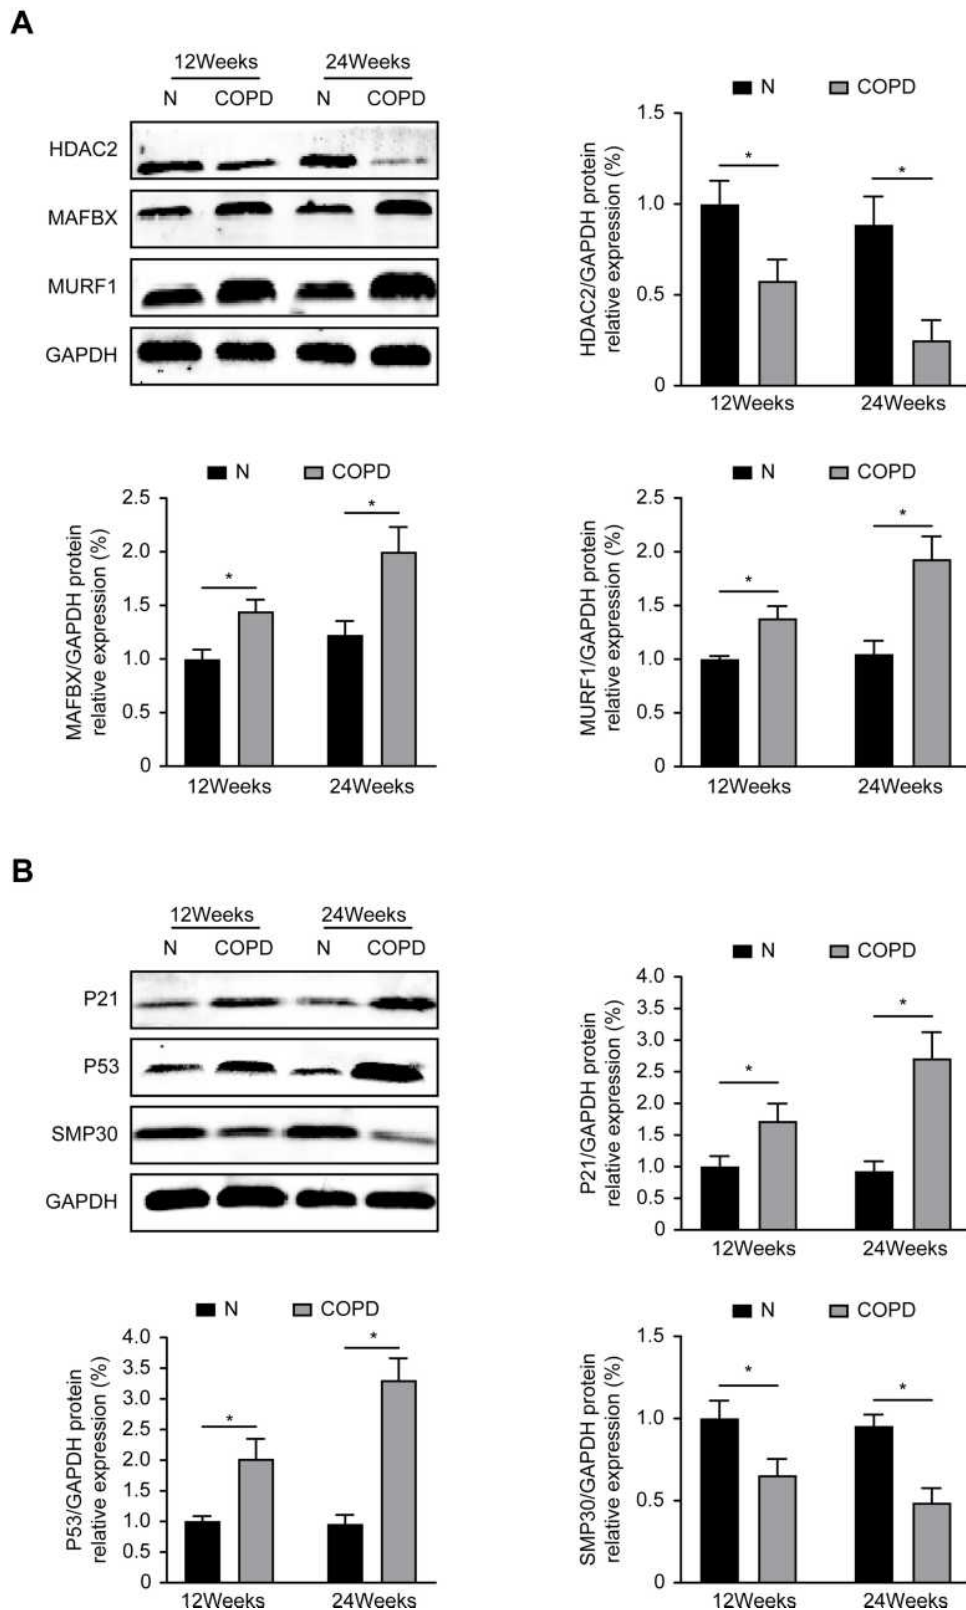 A
12Weeks 24Weeks
N COPD N COPD
HDAC2
MAFBX
MURF1
GAPDH
N COPD
HDAC2/GAPDH protein
relative expression (%)
1.5
1.0
0.5
0
* *
12Weeks 24Weeks
N COPD
MAFBX/GAPDH protein
relative expression (%)
2.5
2.0
1.5
1.0
0.5
0
* *
12Weeks 24Weeks
N COPD
MURF1/GAPDH protein
relative expression (%)
2.5
2.0
1.5
1.0
0.5
0
* *
12Weeks 24Weeks
B
12Weeks 24Weeks
N COPD N COPD
P21
P53
SMP30
GAPDH
N COPD
P21/GAPDH protein
relative expression (%)
4.0
3.5
3.0
2.5
2.0
1.5
1.0
0.5
0
* *
12Weeks 24Weeks
N COPD
P53/GAPDH protein
relative expression (%)
4.0
3.5
3.0
2.5
2.0
1.5
1.0
0.5
0
* *
12Weeks 24Weeks
N COPD
SMP30/GAPDH protein
relative expression (%)
1.5
1.0
0.5
0
* *
12Weeks 24Weeks